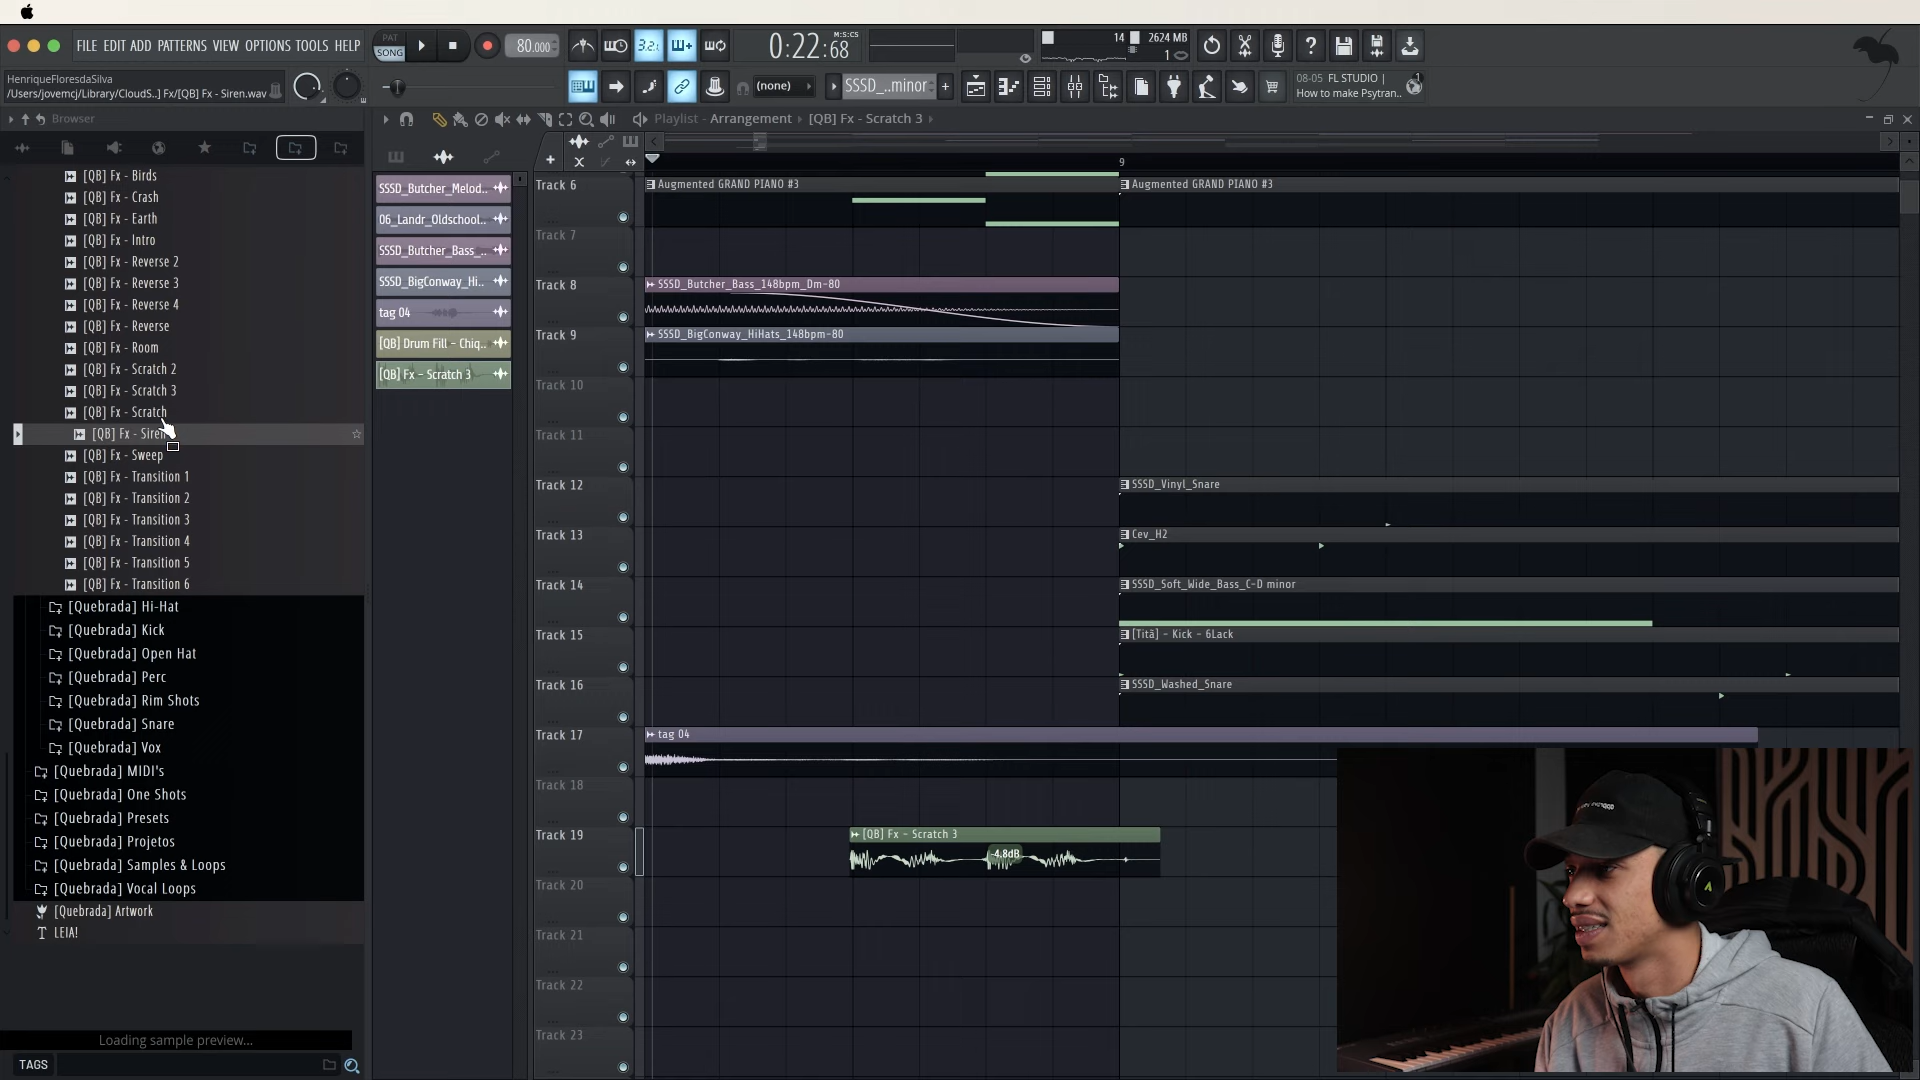 FILE EDIT ADD PATTERNS VIEW OPTIONS TOOLS HELP
PAT
SONG
80.000
3.2.
0:22:68
M:S:CS
14
2624 MB
1
HenriqueFloresdaSilva
/Users/jovemcj/Library/CloudS..] Fx/[QB] Fx - Siren.wav
(none)
SSSD_..minor
08-05 FL STUDIO |
How to make Psytran..
Browser
Playlist - Arrangement › [QB] Fx - Scratch 3 ›
[QB] Fx - Birds
[QB] Fx - Crash
[QB] Fx - Earth
[QB] Fx - Intro
[QB] Fx - Reverse 2
[QB] Fx - Reverse 3
[QB] Fx - Reverse 4
[QB] Fx - Reverse
[QB] Fx - Room
[QB] Fx - Scratch 2
[QB] Fx - Scratch 3
[QB] Fx - Scratch
[QB] Fx - Siren
[QB] Fx - Sweep
[QB] Fx - Transition 1
[QB] Fx - Transition 2
[QB] Fx - Transition 3
[QB] Fx - Transition 4
[QB] Fx - Transition 5
[QB] Fx - Transition 6
[Quebrada] Hi-Hat
[Quebrada] Kick
[Quebrada] Open Hat
[Quebrada] Perc
[Quebrada] Rim Shots
[Quebrada] Snare
[Quebrada] Vox
[Quebrada] MIDI's
[Quebrada] One Shots
[Quebrada] Presets
[Quebrada] Projetos
[Quebrada] Samples & Loops
[Quebrada] Vocal Loops
[Quebrada] Artwork
LEIA!
Loading sample preview...
TAGS
SSSD_Butcher_Melod..
06_Landr_Oldschool..
SSSD_Butcher_Bass_..
SSSD_BigConway_Hi..
tag 04
[QB] Drum Fill - Chiq..
[QB] Fx - Scratch 3
9
Track 6
Augmented GRAND PIANO #3
Augmented GRAND PIANO #3
Track 7
Track 8
SSSD_Butcher_Bass_148bpm_Dm-80
Track 9
SSSD_BigConway_HiHats_148bpm-80
Track 10
Track 11
Track 12
SSSD_Vinyl_Snare
Track 13
Cev_H2
Track 14
SSSD_Soft_Wide_Bass_C-D minor
Track 15
[Titã] - Kick - 6Lack
Track 16
SSSD_Washed_Snare
Track 17
tag 04
Track 18
Track 19
[QB] Fx - Scratch 3
-4.8dB
Track 20
Track 21
Track 22
Track 23